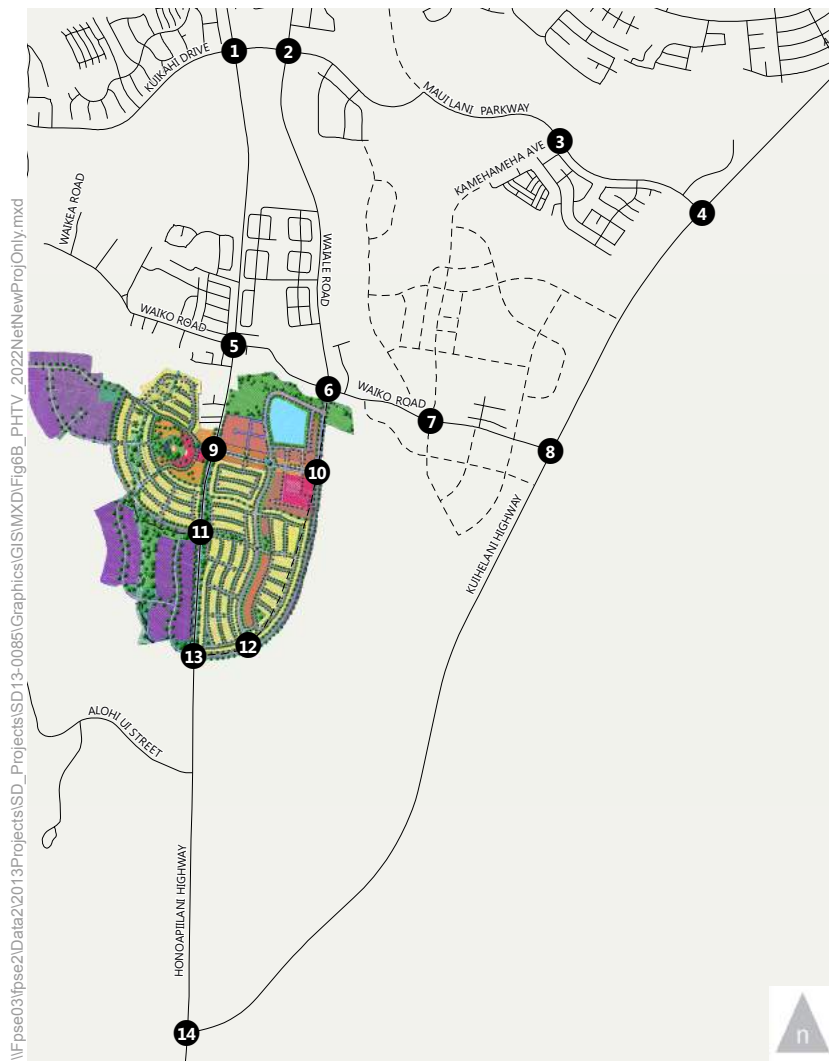 \\Fpse03\fpse2\Data2\2013Projects\SD_Projects\SD13-0085\Graphics\GIS\MXD\Fig6B_PHTV_2022NetNewProjOnly.mxd
1
2
KUIKAHI DRIVE
MAUI LANI PARKWAY
3
KAMEHAMEHA AVE
4
WAIKEA ROAD
WAIALE ROAD
WAIKO ROAD
5
6
WAIKO ROAD
7
8
9
10
KUIHELANI HIGHWAY
11
12
13
ALOHI UI STREET
HONOAPIILANI HIGHWAY
14
n